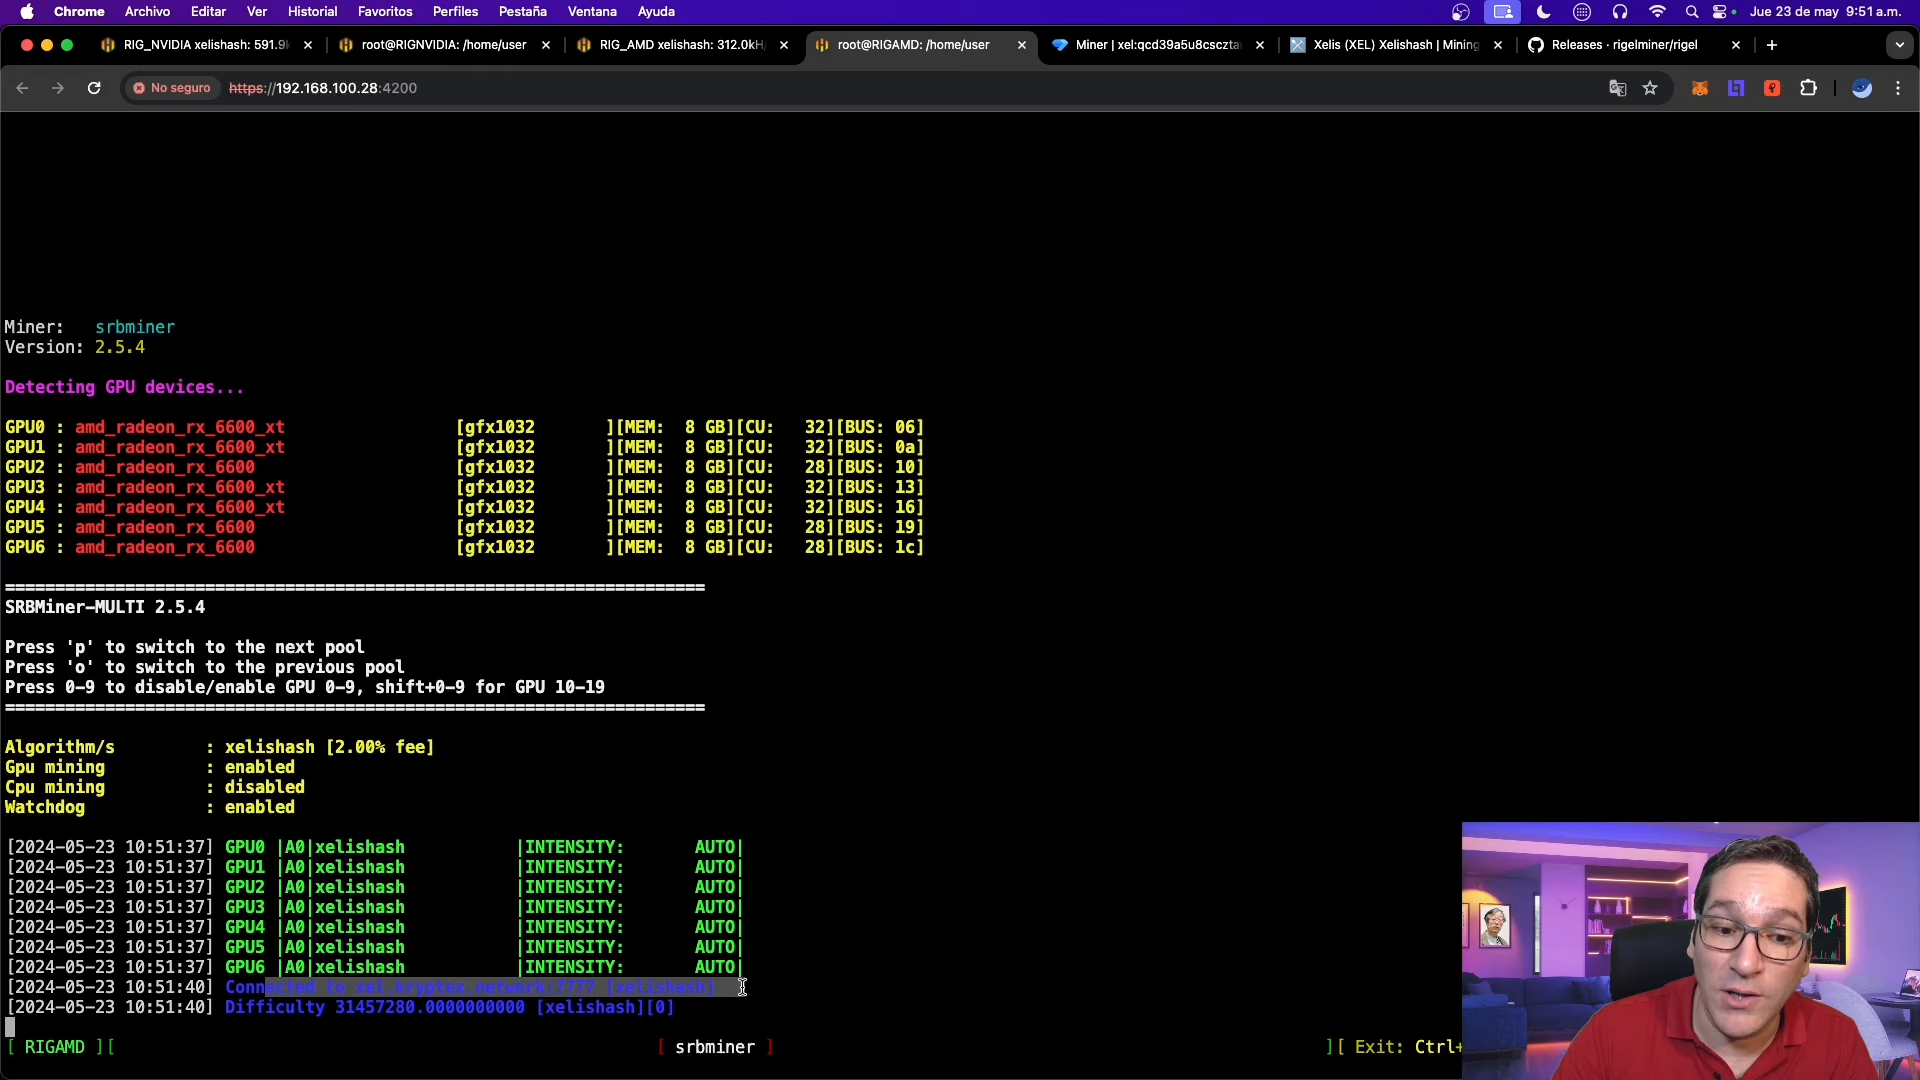 Chrome Archivo Editar Ver Historial Favoritos Perfiles Pestaña Ventana Ayuda Jue 23 de may 9:51 a.m.
RIG_NVIDIA xelishash: 591.9k root@RIGNVIDIA: /home/user RIG_AMD xelishash: 312.0kH/ root@RIGAMD: /home/user Miner | xel:qcd39a5u8cscztai Xelis (XEL) Xelishash | Mining Releases · rigelminer/rigel
No seguro https://192.168.100.28:4200
Miner: srbminer
Version: 2.5.4
Detecting GPU devices...
GPU0 : amd_radeon_rx_6600_xt [gfx1032 ][MEM: 8 GB][CU: 32][BUS: 06]
GPU1 : amd_radeon_rx_6600_xt [gfx1032 ][MEM: 8 GB][CU: 32][BUS: 0a]
GPU2 : amd_radeon_rx_6600 [gfx1032 ][MEM: 8 GB][CU: 28][BUS: 10]
GPU3 : amd_radeon_rx_6600_xt [gfx1032 ][MEM: 8 GB][CU: 32][BUS: 13]
GPU4 : amd_radeon_rx_6600_xt [gfx1032 ][MEM: 8 GB][CU: 32][BUS: 16]
GPU5 : amd_radeon_rx_6600 [gfx1032 ][MEM: 8 GB][CU: 28][BUS: 19]
GPU6 : amd_radeon_rx_6600 [gfx1032 ][MEM: 8 GB][CU: 28][BUS: 1c]
======================================================================
SRBMiner-MULTI 2.5.4
Press 'p' to switch to the next pool
Press 'o' to switch to the previous pool
Press 0-9 to disable/enable GPU 0-9, shift+0-9 for GPU 10-19
======================================================================
Algorithm/s : xelishash [2.00% fee]
Gpu mining : enabled
Cpu mining : disabled
Watchdog : enabled
[2024-05-23 10:51:37] GPU0 |A0|xelishash |INTENSITY: AUTO|
[2024-05-23 10:51:37] GPU1 |A0|xelishash |INTENSITY: AUTO|
[2024-05-23 10:51:37] GPU2 |A0|xelishash |INTENSITY: AUTO|
[2024-05-23 10:51:37] GPU3 |A0|xelishash |INTENSITY: AUTO|
[2024-05-23 10:51:37] GPU4 |A0|xelishash |INTENSITY: AUTO|
[2024-05-23 10:51:37] GPU5 |A0|xelishash |INTENSITY: AUTO|
[2024-05-23 10:51:37] GPU6 |A0|xelishash |INTENSITY: AUTO|
[2024-05-23 10:51:40] Connected to xel.kryptex.network:7777 [xelishash]
[2024-05-23 10:51:40] Difficulty 31457280.0000000000 [xelishash][0]
[ RIGAMD ][ [ srbminer ] ][ Exit: Ctrl+